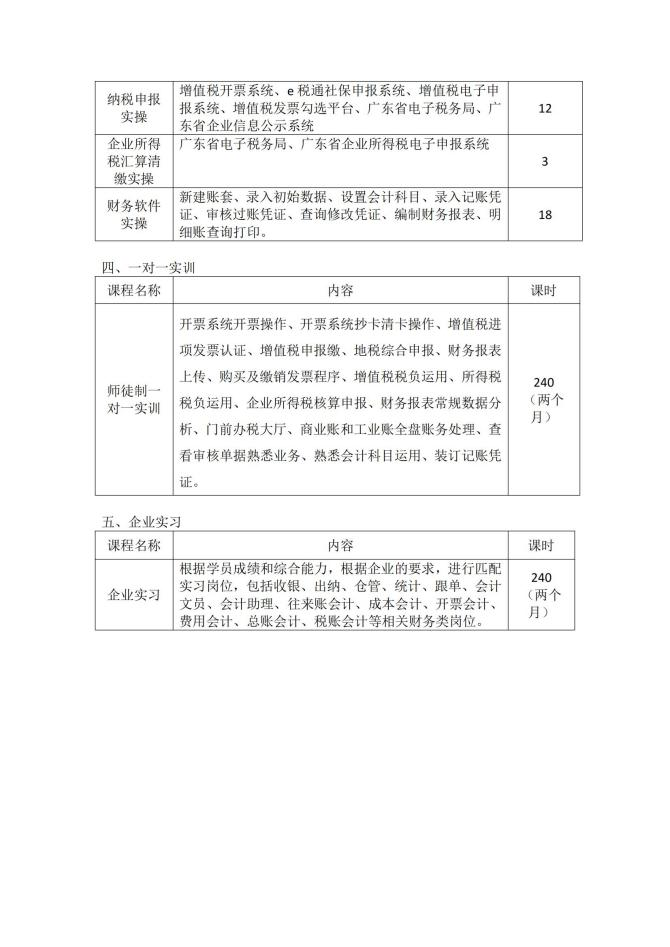 纳税申报
实操
增值税开票系统、e 税通社保申报系统、增值税电子申
报系统、增值税发票勾选平台、广东省电子税务局、广
东省企业信息公示系统
12
企业所得
税汇算清
缴实操
广东省电子税务局、广东省企业所得税电子申报系统
3
财务软件
实操
新建账套、录入初始数据、设置会计科目、录入记账凭
证、审核过账凭证、查询修改凭证、编制财务报表、明
细账查询打印。
18
四、一对一实训
课程名称
内容
课时
师徒制一
对一实训
开票系统开票操作、开票系统抄卡清卡操作、增值税进
项发票认证、增值税申报缴、地税综合申报、财务报表
上传、购买及缴销发票程序、增值税税负运用、所得税
税负运用、企业所得税核算申报、财务报表常规数据分
析、门前办税大厅、商业账和工业账全盘账务处理、查
看审核单据熟悉业务、熟悉会计科目运用、装订记账凭
证。
240
（两个
月）
五、企业实习
课程名称
内容
课时
企业实习
根据学员成绩和综合能力，根据企业的要求，进行匹配
实习岗位，包括收银、出纳、仓管、统计、跟单、会计
文员、会计助理、往来账会计、成本会计、开票会计、
费用会计、总账会计、税账会计等相关财务类岗位。
240
（两个
月）